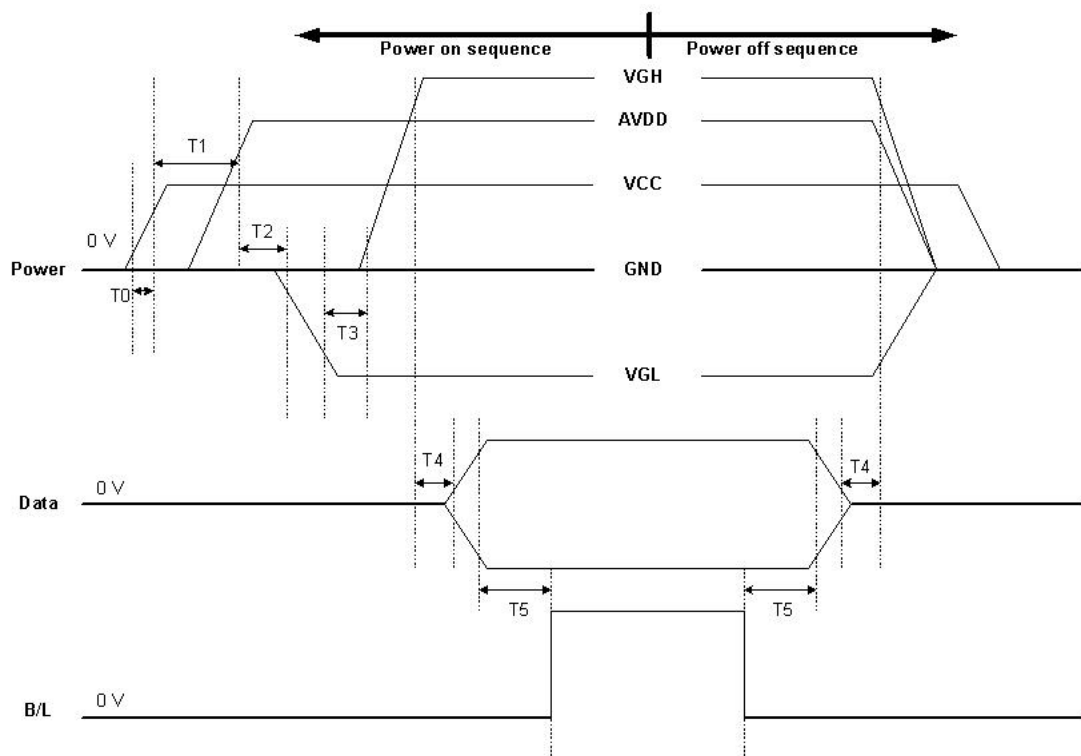 Power on sequence
Power off sequence
VGH
AVDD
T1
VCC
0 V
T2
Power
GND
T0
T3
VGL
T4
T4
Data
0 V
T5
T5
B/L
0 V